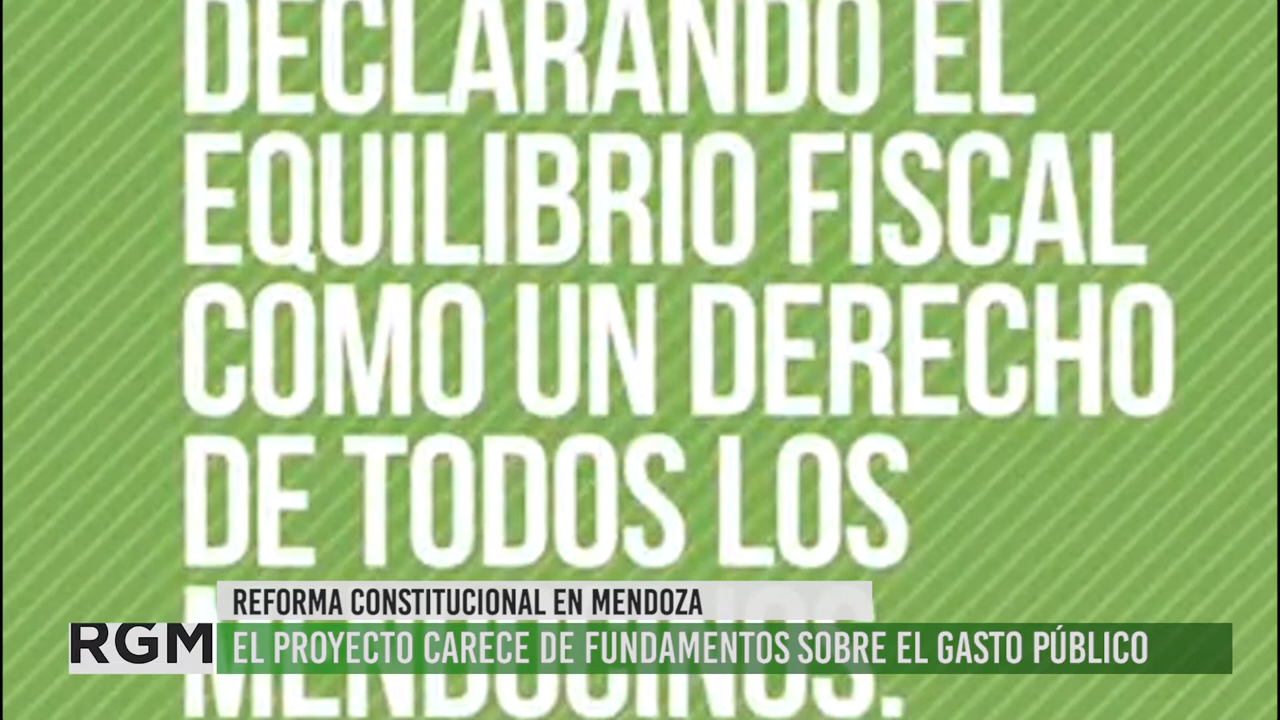 DECLARANDO EL
EQUILIBRIO FISCAL
COMO UN DERECHO
DE TODOS LOS
MENDOCINOS.
REFORMA CONSTITUCIONAL EN MENDOZA
RGM
EL PROYECTO CARECE DE FUNDAMENTOS SOBRE EL GASTO PÚBLICO